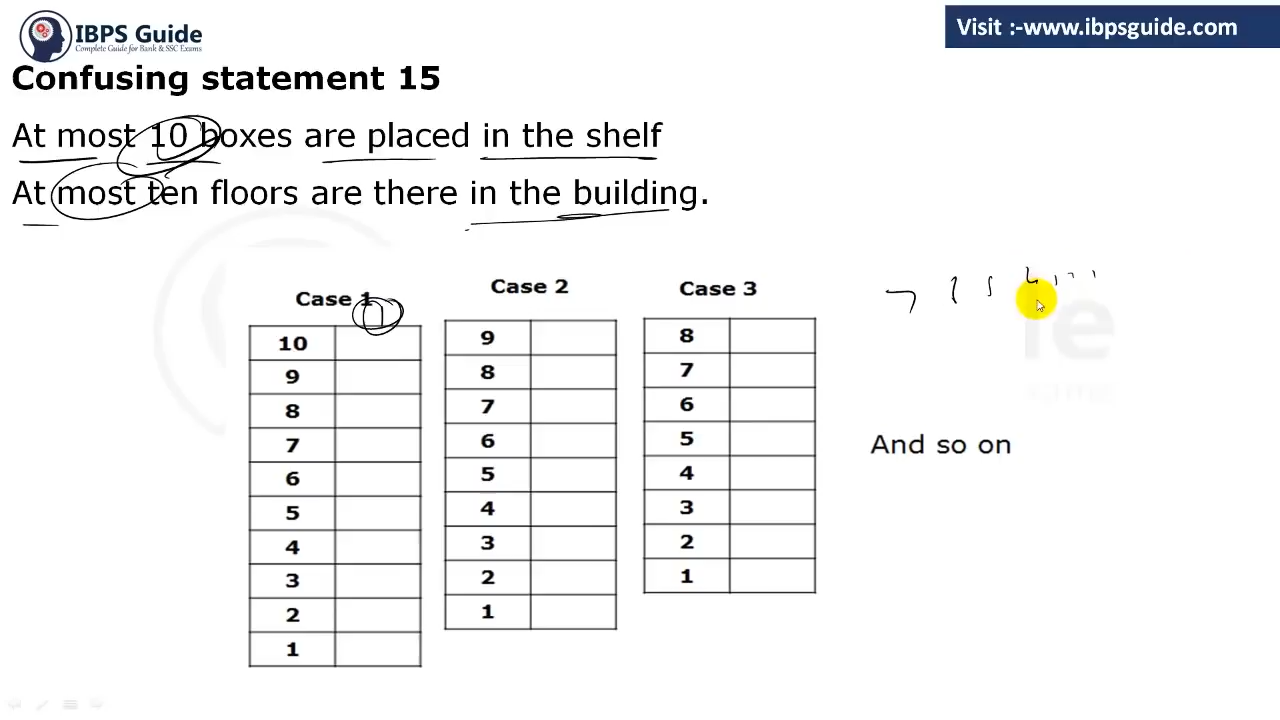 IBPS Guide
Complete Guide for Bank & SSC Exams
Visit :-www.ibpsguide.com
Confusing statement 15
At most 10 boxes are placed in the shelf
At most ten floors are there in the building.
Case 1
10
9
8
7
6
5
4
3
2
1
Case 2
9
8
7
6
5
4
3
2
1
Case 3
8
7
6
5
4
3
2
1
7
And so on